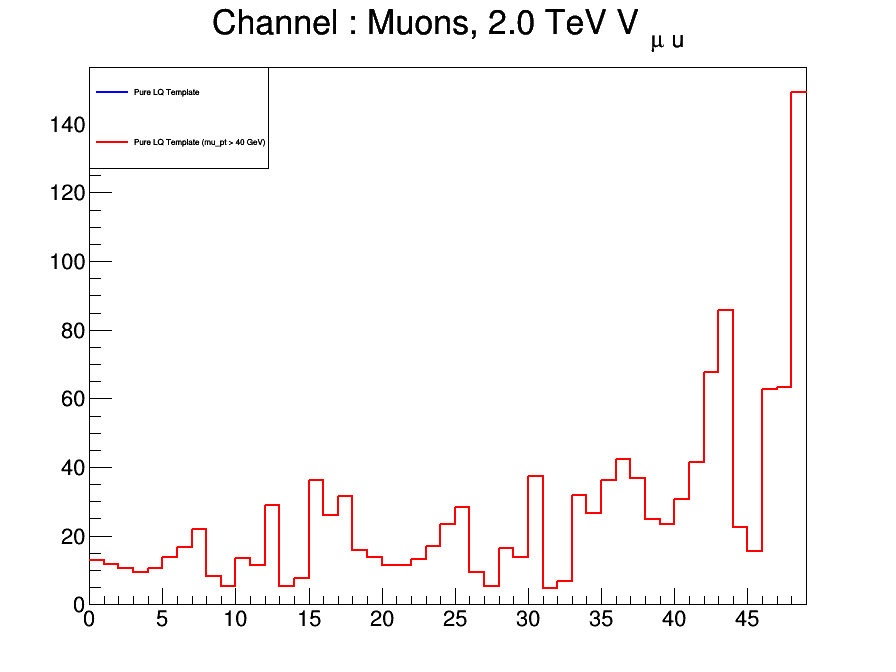 Channel : Muons, 2.0 TeV V μ u
Pure LQ Template
Pure LQ Template (mu_pt > 40 GeV)
140
120
100
80
60
40
20
0
0 5 10 15 20 25 30 35 40 45